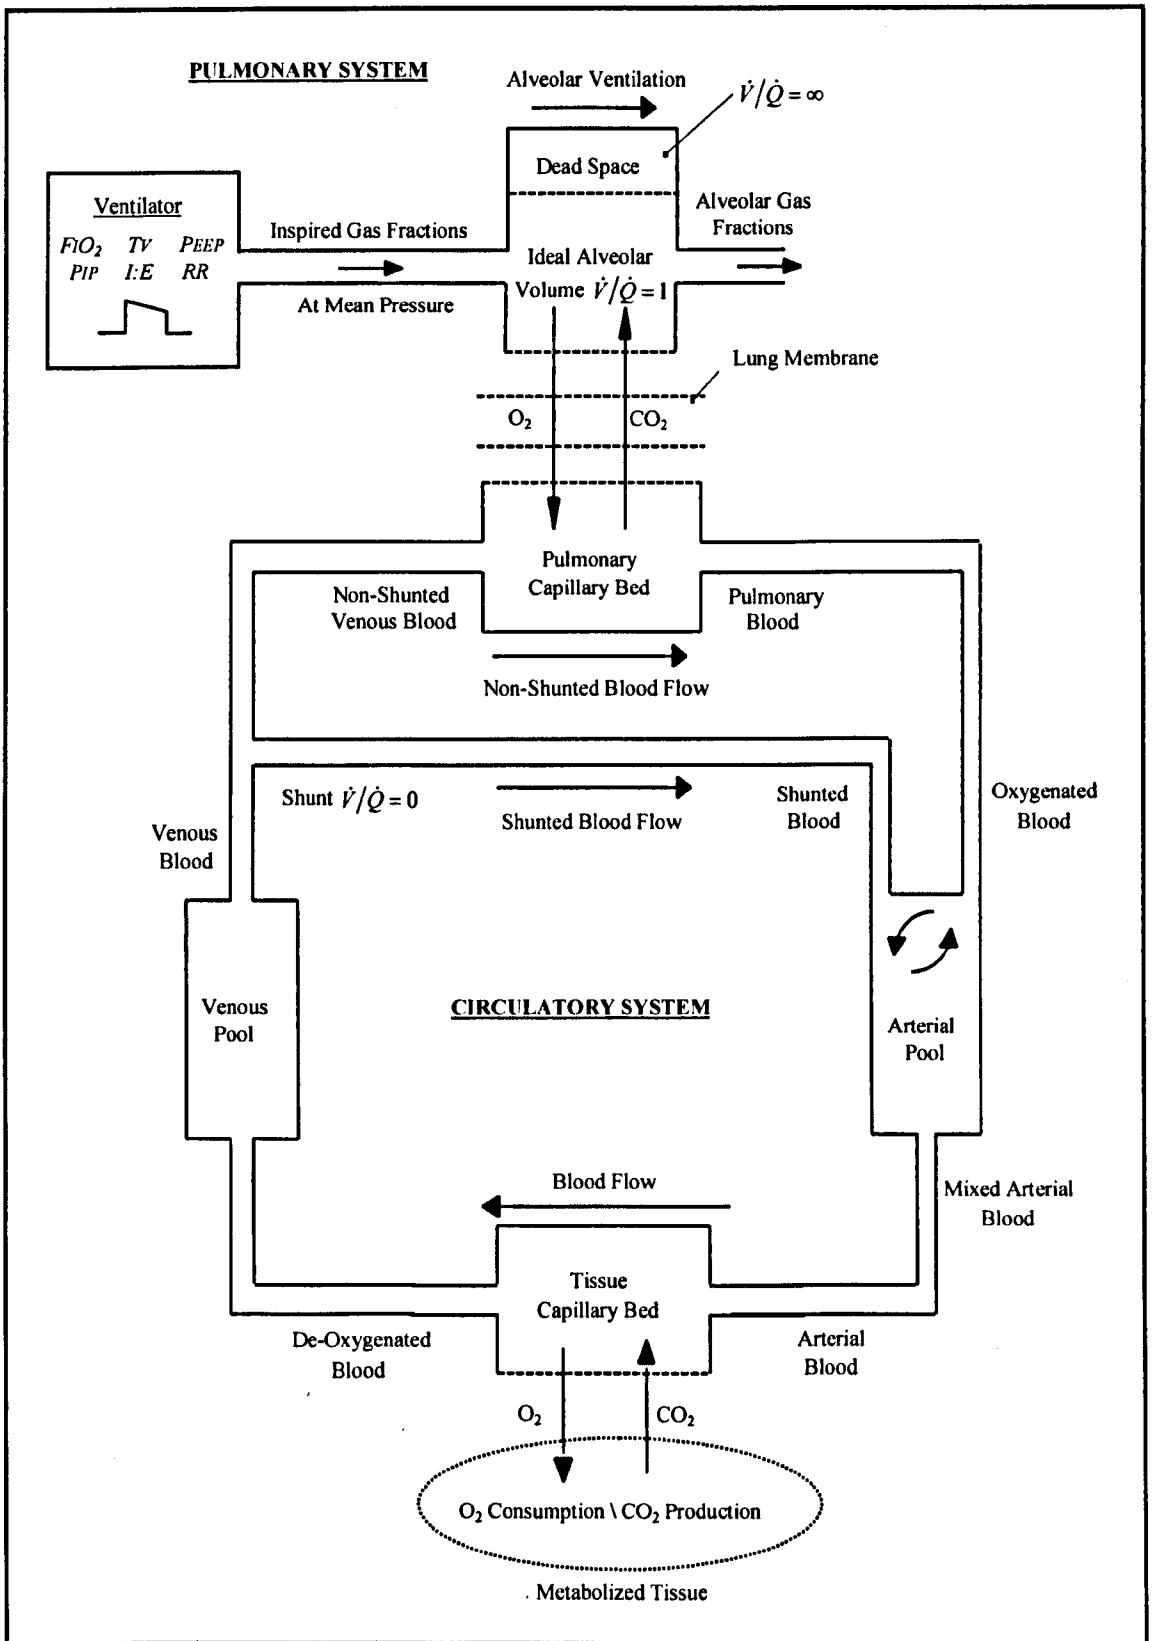 PULMONARY SYSTEM
Alveolar Ventilation
V̇/Q̇ = ∞
Dead Space
Ventilator
FIO₂ TV PEEP
PIP I:E RR
Inspired Gas Fractions
At Mean Pressure
Alveolar Gas
Fractions
Ideal Alveolar
Volume V̇/Q̇ = 1
Lung Membrane
O₂
CO₂
Pulmonary
Capillary Bed
Non-Shunted
Venous Blood
Pulmonary
Blood
Non-Shunted Blood Flow
Shunt V̇/Q̇ = 0
Shunted Blood Flow
Shunted
Blood
Oxygenated
Blood
Venous
Blood
Venous
Pool
CIRCULATORY SYSTEM
Arterial
Pool
Blood Flow
Mixed Arterial
Blood
Tissue
Capillary Bed
De-Oxygenated
Blood
Arterial
Blood
O₂
CO₂
O₂ Consumption \ CO₂ Production
Metabolized Tissue